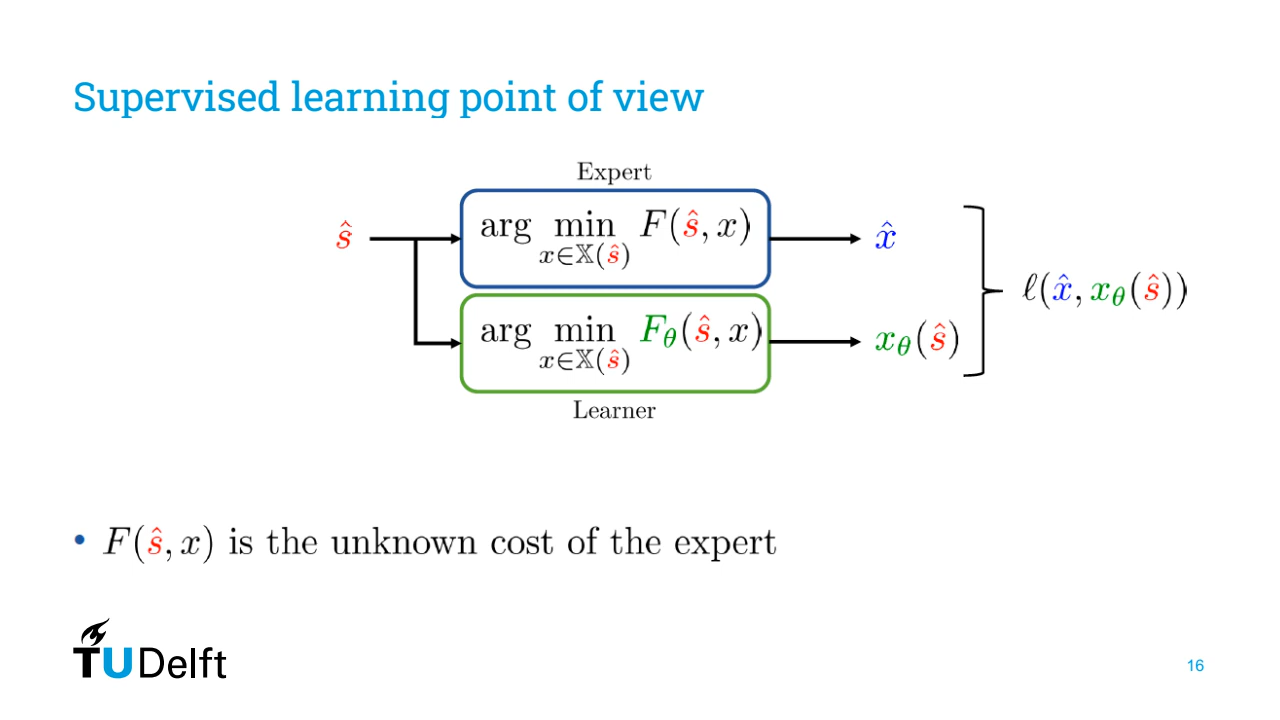 Supervised learning point of view
Expert
ŝ
arg min F(ŝ, x)
x∈𝕏(ŝ)
x̂
ℓ(x̂, x_θ(ŝ))
arg min F_θ(ŝ, x)
x∈𝕏(ŝ)
x_θ(ŝ)
Learner
• F(ŝ, x) is the unknown cost of the expert
TUDelft
16